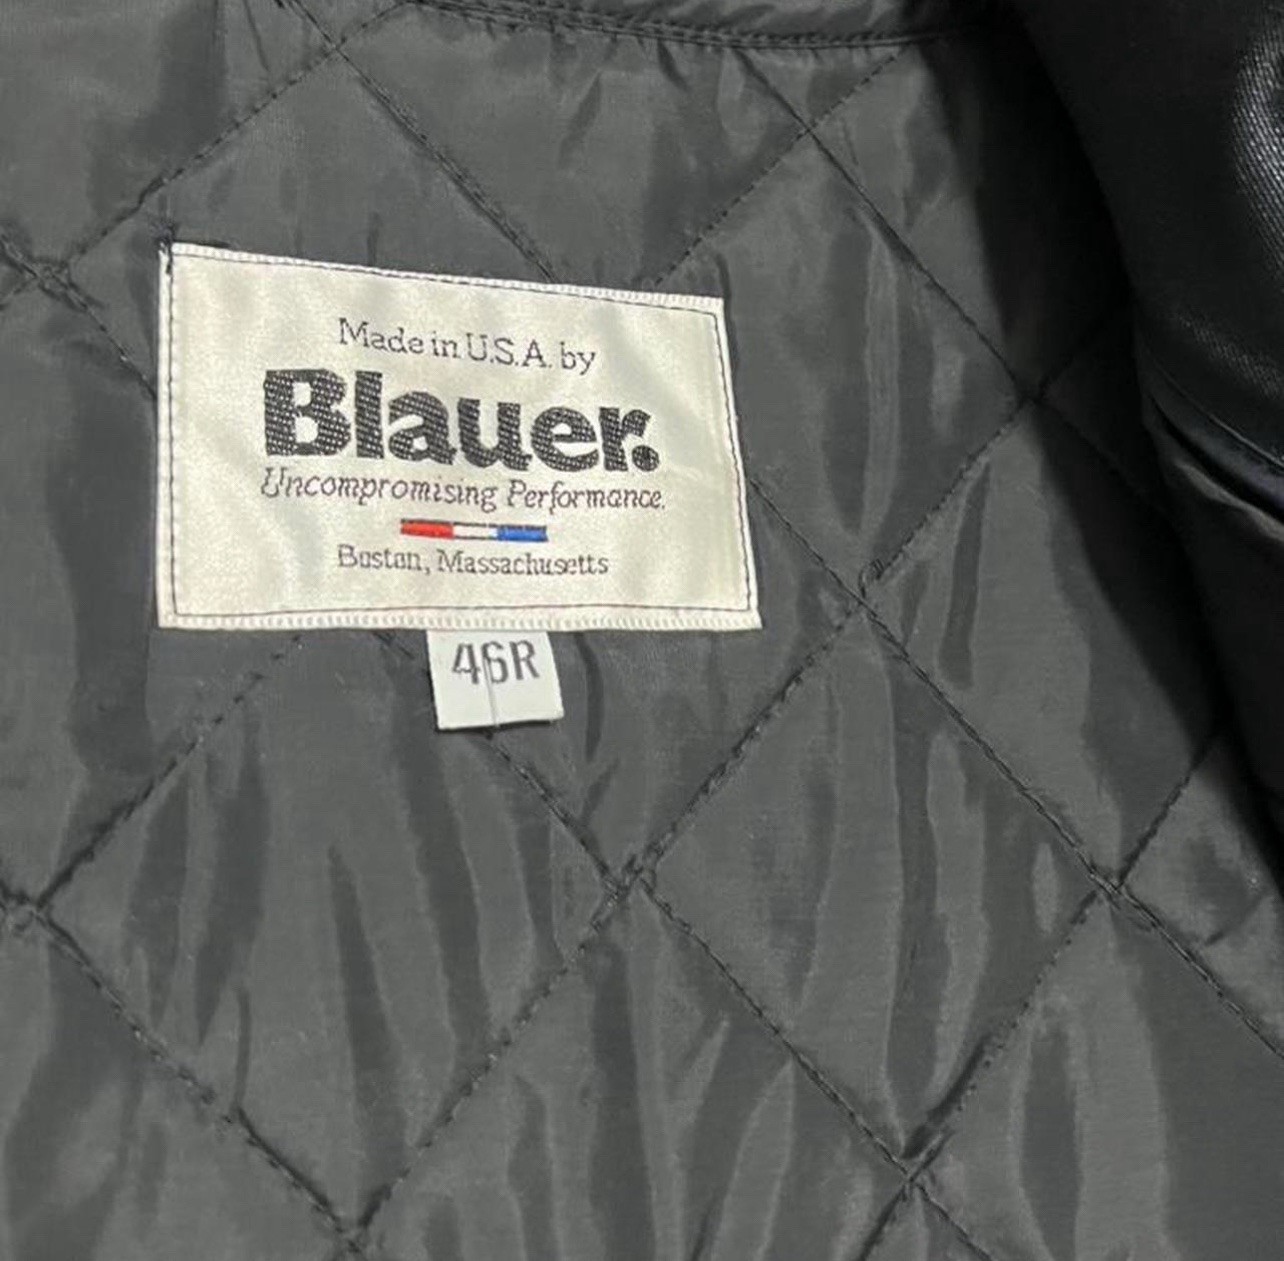 Made in U.S.A. by
Blauer.
Uncompromising Performance.
Boston, Massachusetts
46R